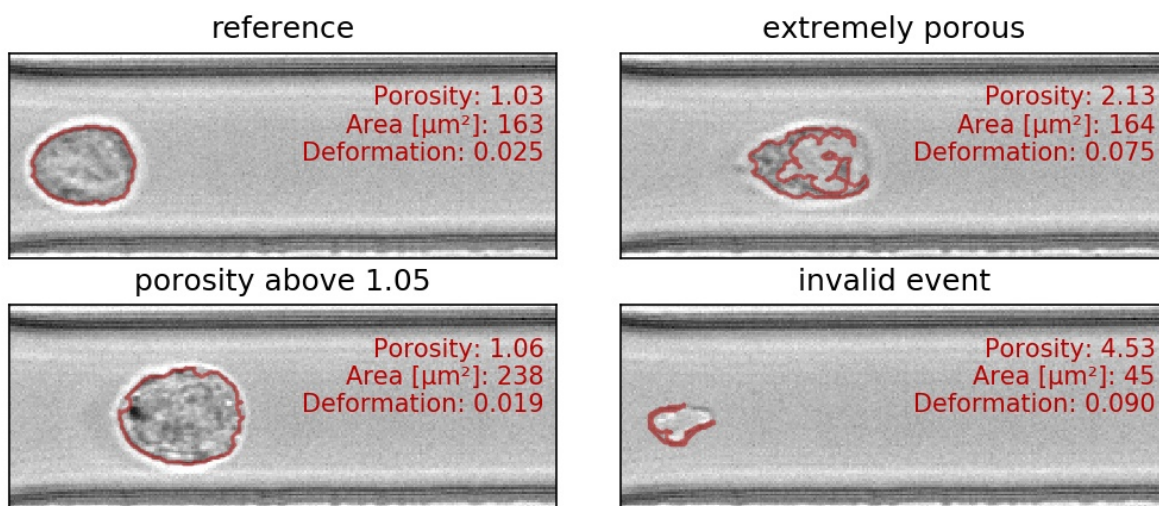 reference
Porosity: 1.03
Area [µm²]: 163
Deformation: 0.025
extremely porous
Porosity: 2.13
Area [µm²]: 164
Deformation: 0.075
porosity above 1.05
Porosity: 1.06
Area [µm²]: 238
Deformation: 0.019
invalid event
Porosity: 4.53
Area [µm²]: 45
Deformation: 0.090